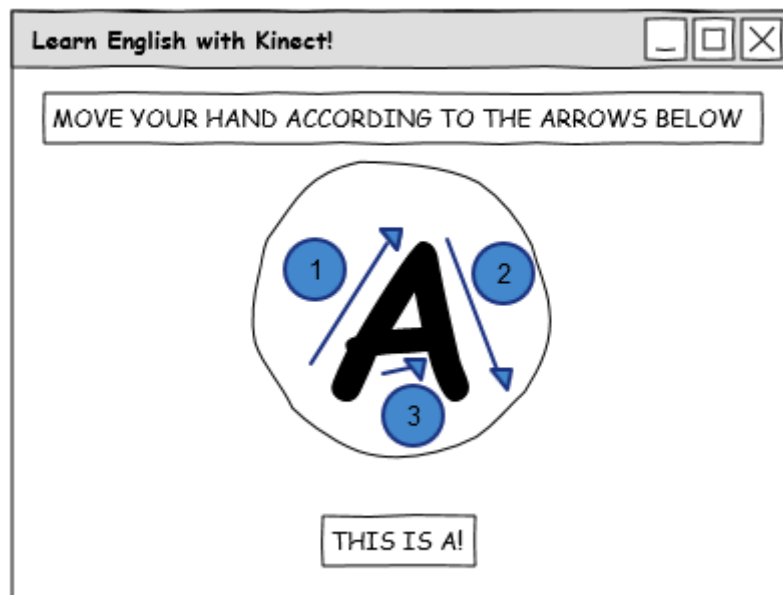 Learn English with Kinect!
MOVE YOUR HAND ACCORDING TO THE ARROWS BELOW
1
A
2
3
THIS IS A!